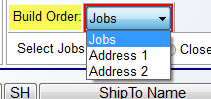 Build Order: Jobs
Jobs
Address 1
Address 2
Select Jobs
Close
SH ShipTo Name